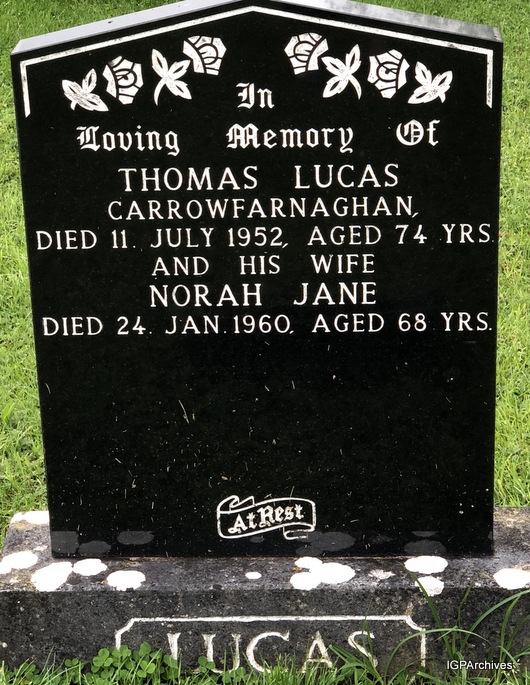 In
Loving Memory Of
THOMAS LUCAS
CARROWFARNAGHAN,
DIED 11. JULY 1952, AGED 74 YRS.
AND HIS WIFE
NORAH JANE
DIED 24. JAN. 1960, AGED 68 YRS.
At Rest
LUCAS
IGPArchives